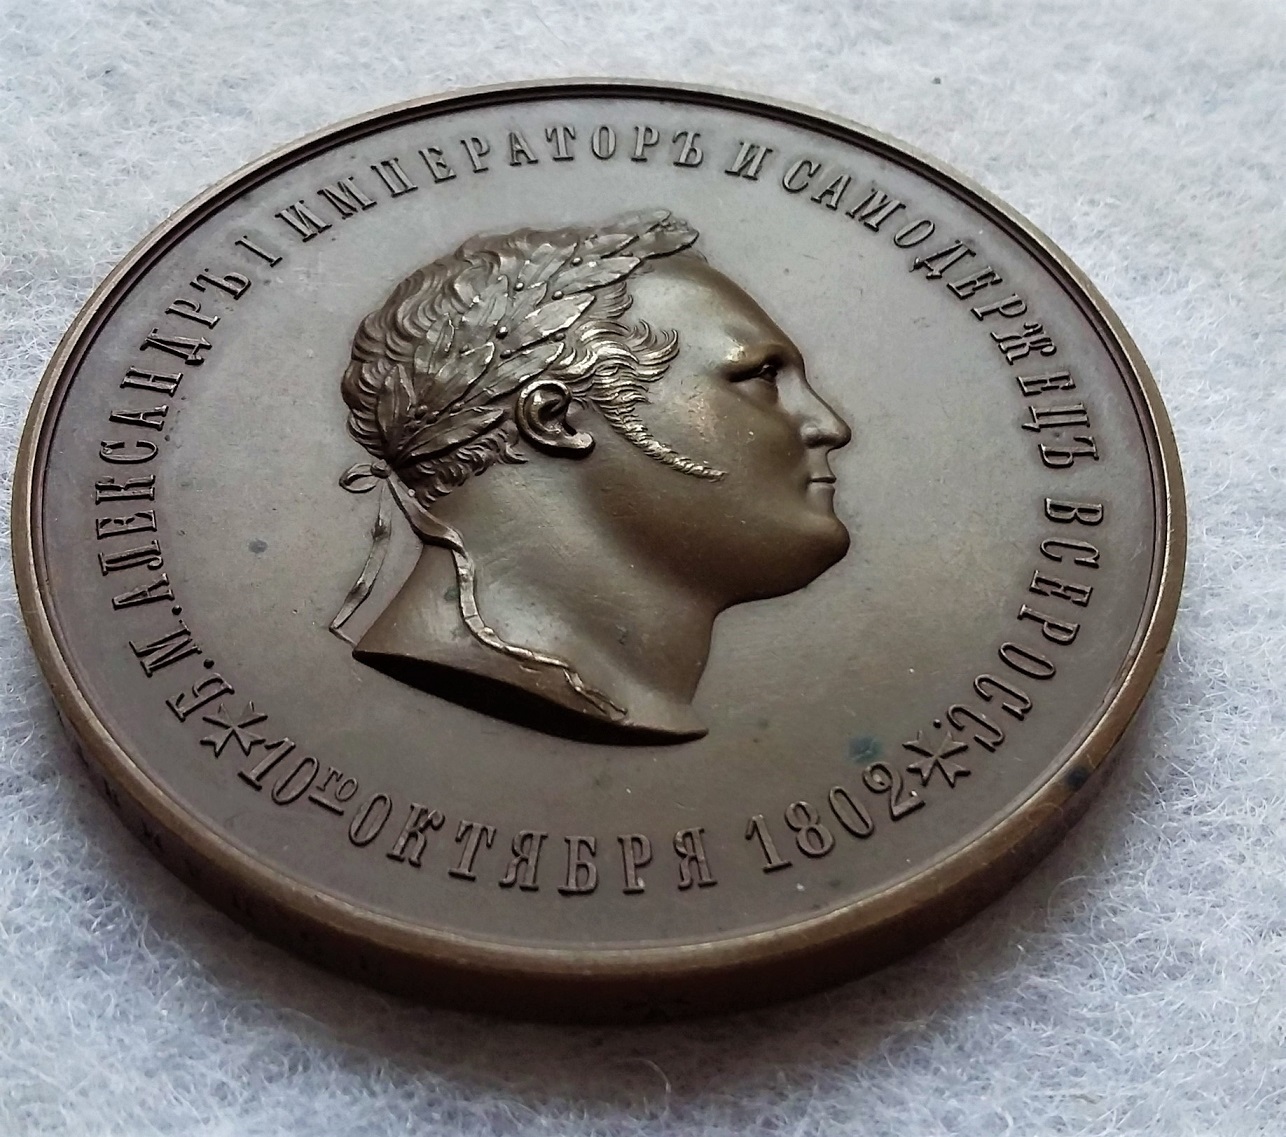 Б.М.АЛЕКСАНДРЪ I ИМПЕРАТОРЪ И САМОДЕРЖЕЦЪ ВСЕРОСС:
10ГО ОКТЯБРЯ 1802